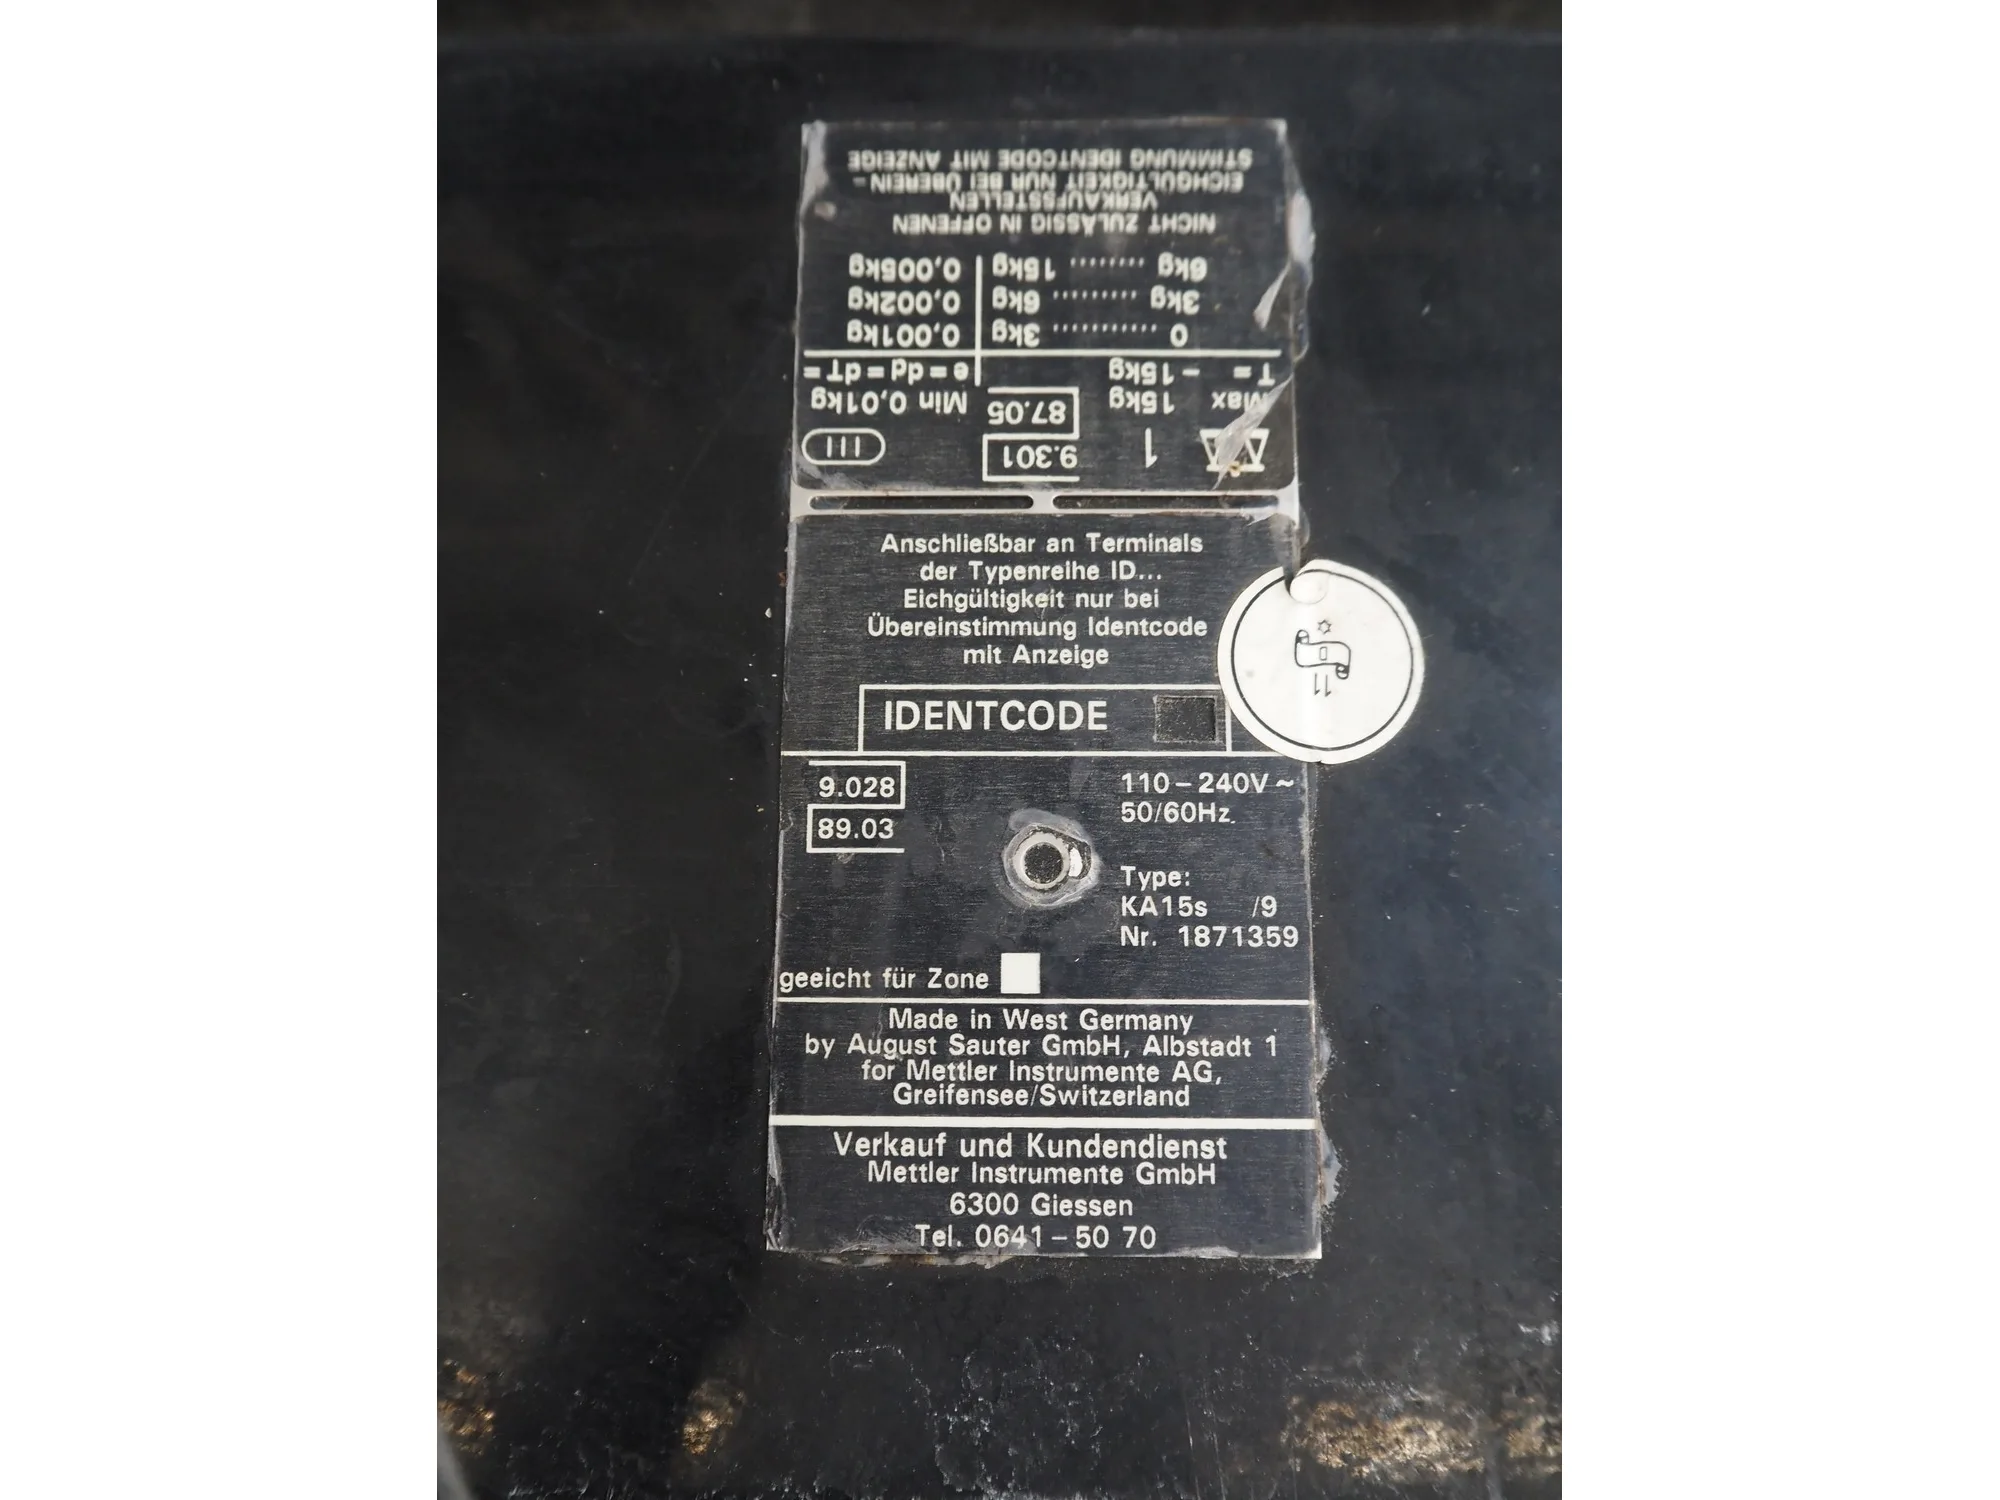 1 9.301 III
87.05
Max 15kg Min 0,01kg
T = – 15kg e = dd = dT =
0 ............ 3kg 0,001kg
3kg .......... 6kg 0,002kg
6kg ........ 15kg 0,005kg
NICHT ZULÄSSIG IN OFFENEN
VERKAUFSSTELLEN
EICHGÜLTIGKEIT NUR BEI ÜBEREIN–
STIMMUNG IDENTCODE MIT ANZEIGE
Anschließbar an Terminals
der Typenreihe ID...
Eichgültigkeit nur bei
Übereinstimmung Identcode
mit Anzeige
11
IDENTCODE
9.028
89.03
110–240V~
50/60Hz.
Type:
KA15s /9
Nr. 1871359
geeicht für Zone
Made in West Germany
by August Sauter GmbH, Albstadt 1
for Mettler Instrumente AG,
Greifensee/Switzerland
Verkauf und Kundendienst
Mettler Instrumente GmbH
6300 Giessen
Tel. 0641–50 70